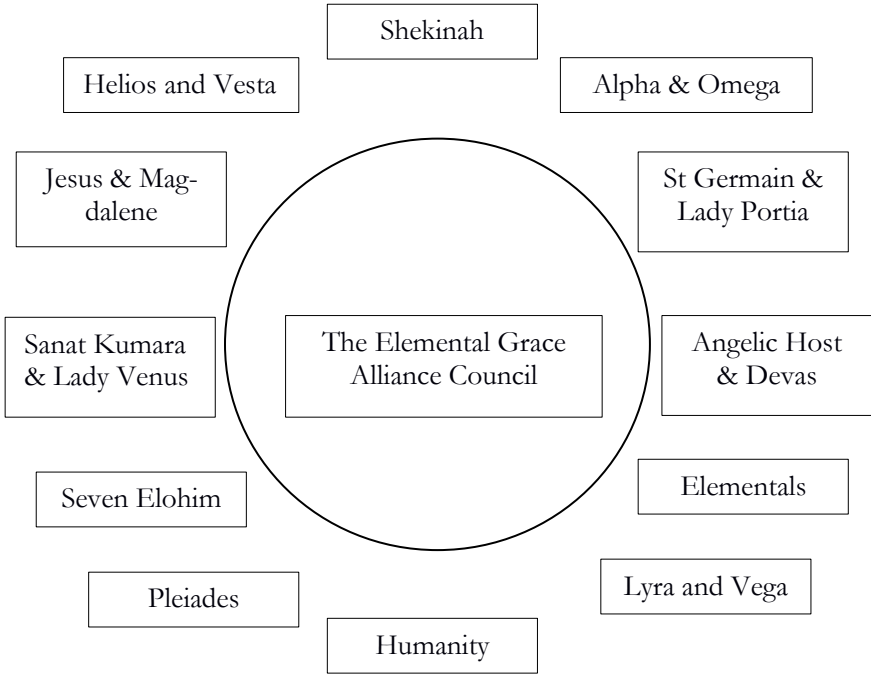 Shekinah
Helios and Vesta
Alpha & Omega
Jesus & Mag-
dalene
St Germain &
Lady Portia
Sanat Kumara
& Lady Venus
The Elemental Grace
Alliance Council
Angelic Host
& Devas
Seven Elohim
Elementals
Pleiades
Lyra and Vega
Humanity